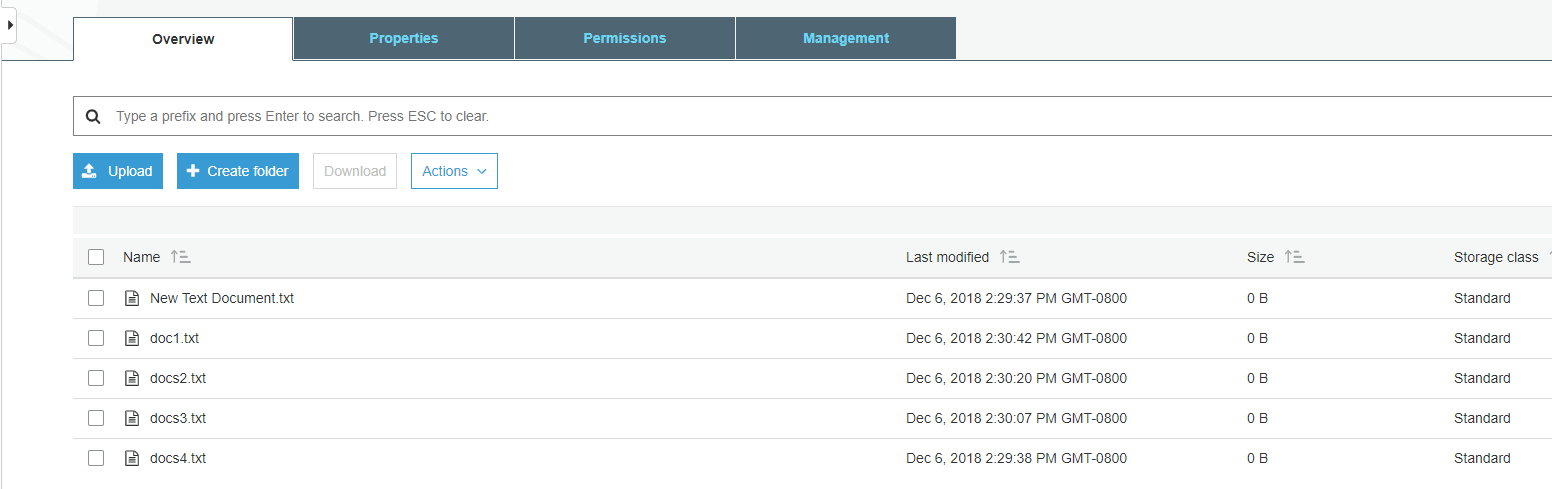 Overview Properties Permissions Management
Type a prefix and press Enter to search. Press ESC to clear.
Upload Create folder Download Actions
Name Last modified Size Storage class
New Text Document.txt Dec 6, 2018 2:29:37 PM GMT-0800 0 B Standard
doc1.txt Dec 6, 2018 2:30:42 PM GMT-0800 0 B Standard
docs2.txt Dec 6, 2018 2:30:20 PM GMT-0800 0 B Standard
docs3.txt Dec 6, 2018 2:30:07 PM GMT-0800 0 B Standard
docs4.txt Dec 6, 2018 2:29:38 PM GMT-0800 0 B Standard